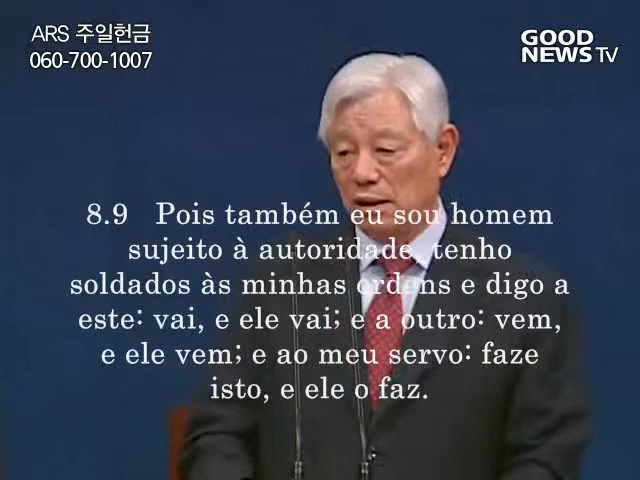 ARS 주일헌금
060-700-1007
GOOD
NEWS TV
8.9 Pois também eu sou homem
sujeito à autoridade, tenho
soldados às minhas ordens e digo a
este: vai, e ele vai; e a outro: vem,
e ele vem; e ao meu servo: faze
isto, e ele o faz.